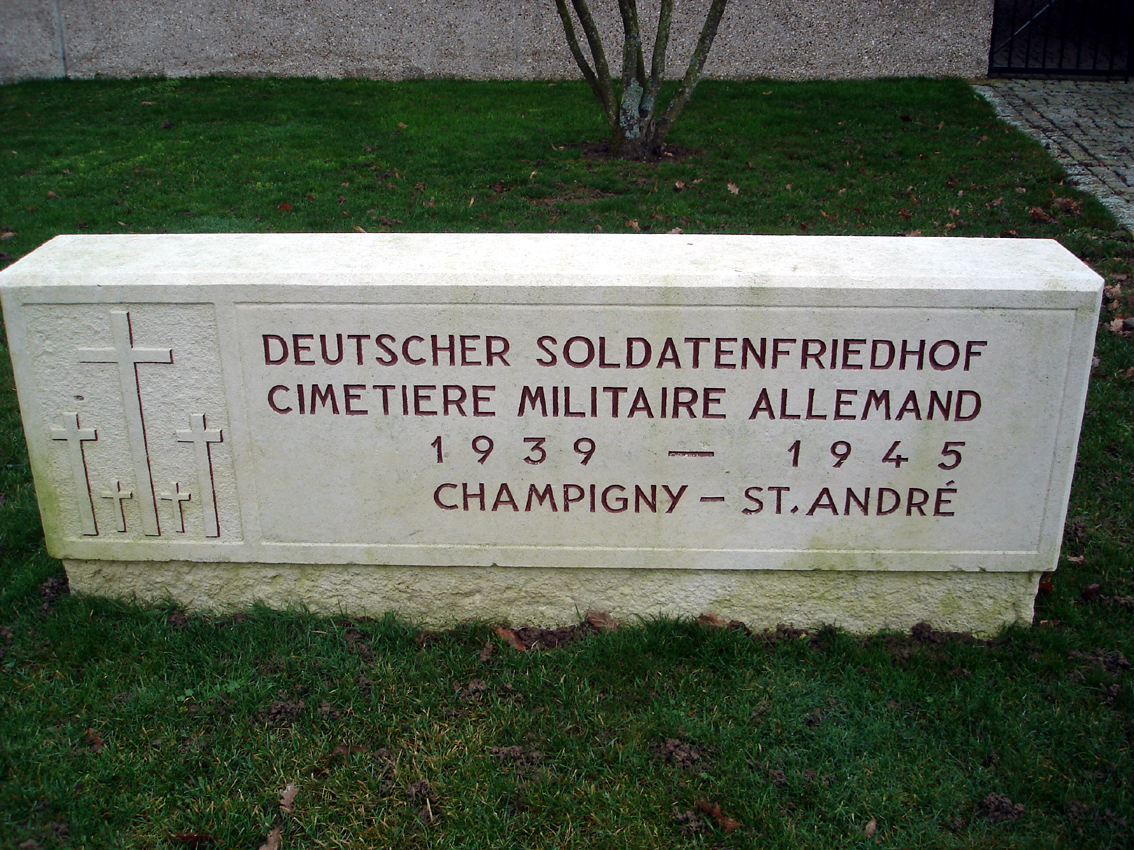 DEUTSCHER SOLDATENFRIEDHOF
CIMETIERE MILITAIRE ALLEMAND
1939 – 1945
CHAMPIGNY – ST. ANDRÉ